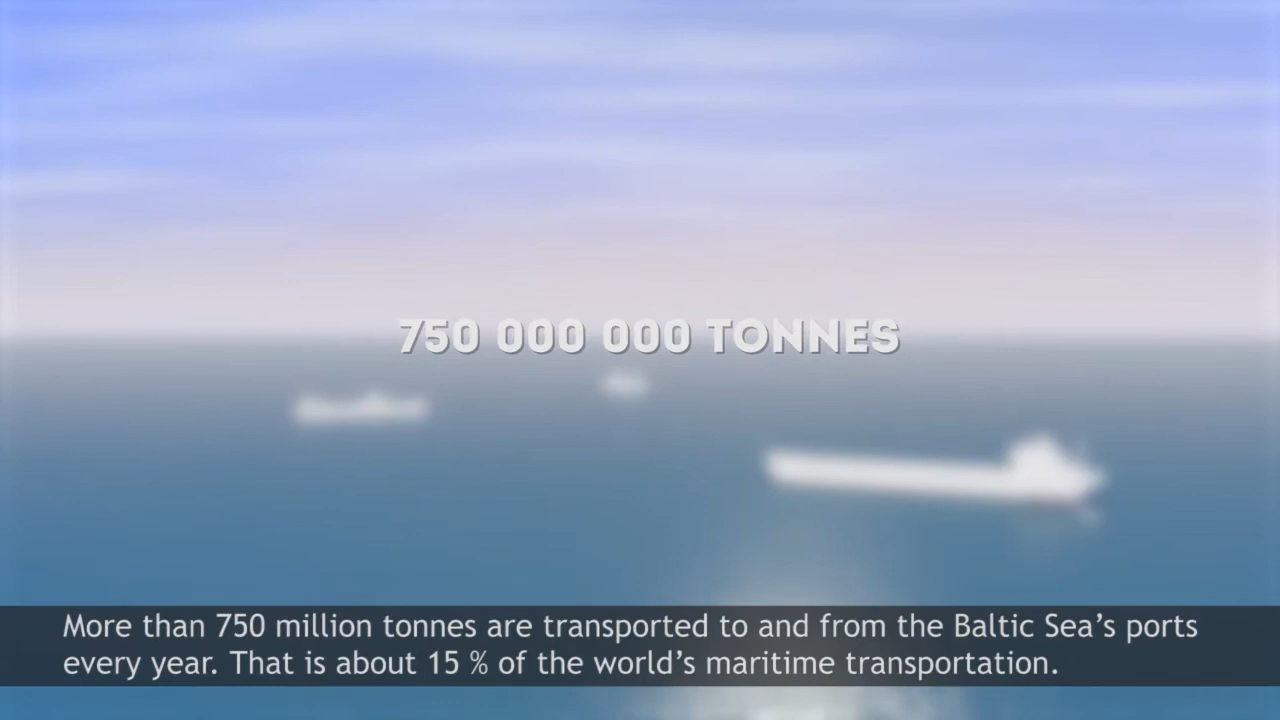 750 000 000 TONNES
More than 750 million tonnes are transported to and from the Baltic Sea’s ports
every year. That is about 15 % of the world’s maritime transportation.